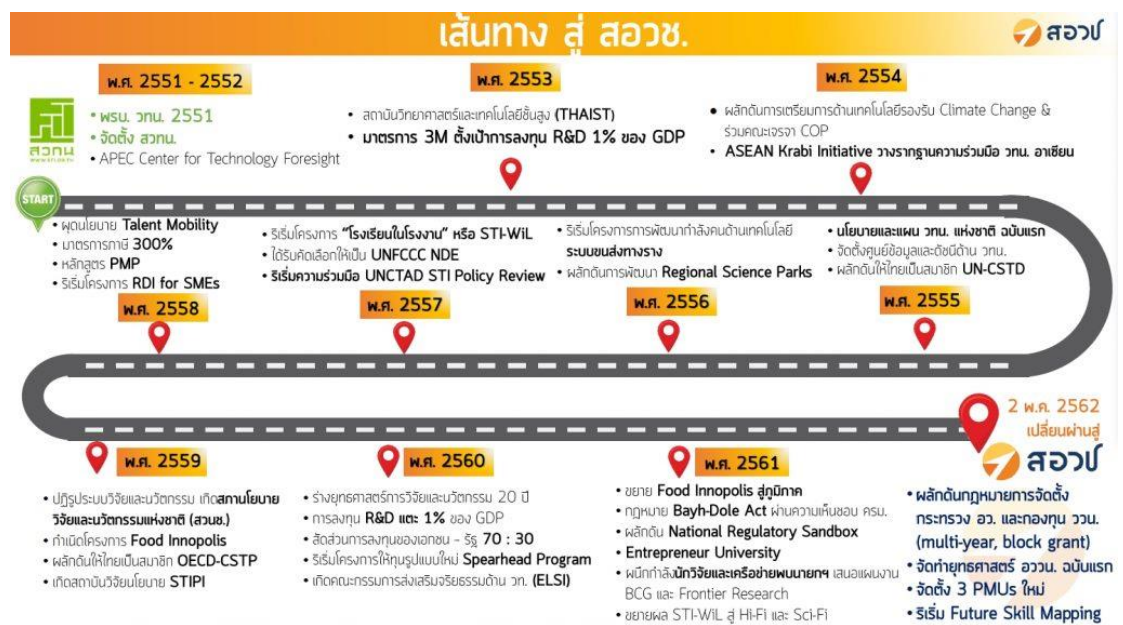 เส้นทาง สู่ สอวช.
สอวช
พ.ศ. 2551 - 2552
สวทน
www.sti.or.th
• พรบ. วทน. 2551
• จัดตั้ง สวทน.
• APEC Center for Technology Foresight
พ.ศ. 2553
• สถาบันวิทยาศาสตร์และเทคโนโลยีชั้นสูง (THAIST)
• มาตรการ 3M ตั้งเป้าการลงทุน R&D 1% ของ GDP
พ.ศ. 2554
• ผลักดันการเตรียมการด้านเทคโนโลยีรองรับ Climate Change &
ร่วมคณะเจรจา COP
• ASEAN Krabi Initiative วางรากฐานความร่วมมือ วทน. อาเซียน
START
• ผุดนโยบาย Talent Mobility
• มาตรการภาษี 300%
• หลักสูตร PMP
• ริเริ่มโครงการ RDI for SMEs
พ.ศ. 2558
• ริเริ่มโครงการ “โรงเรียนในโรงงาน” หรือ STI-WiL
• ได้รับคัดเลือกให้เป็น UNFCCC NDE
• ริเริ่มความร่วมมือ UNCTAD STI Policy Review
พ.ศ. 2557
• ริเริ่มโครงการการพัฒนากำลังคนด้านเทคโนโลยี
ระบบขนส่งทางราง
• ผลักดันการพัฒนา Regional Science Parks
พ.ศ. 2556
• นโยบายและแผน วทน. แห่งชาติ ฉบับแรก
• จัดตั้งศูนย์ข้อมูลและดัชนีด้าน วทน.
• ผลักดันให้ไทยเป็นสมาชิก UN-CSTD
พ.ศ. 2555
พ.ศ. 2559
• ปฏิรูประบบวิจัยและนวัตกรรม เกิดสภานโยบาย
วิจัยและนวัตกรรมแห่งชาติ (สวนช.)
• กำเนิดโครงการ Food Innopolis
• ผลักดันให้ไทยเป็นสมาชิก OECD-CSTP
• เกิดสถาบันวิจัยนโยบาย STIPI
พ.ศ. 2560
• ร่างยุทธศาสตร์การวิจัยและนวัตกรรม 20 ปี
• การลงทุน R&D แตะ 1% ของ GDP
• สัดส่วนการลงทุนของเอกชน - รัฐ 70 : 30
• ริเริ่มโครงการให้ทุนรูปแบบใหม่ Spearhead Program
• เกิดคณะกรรมการส่งเสริมจริยธรรมด้าน วท. (ELSI)
พ.ศ. 2561
• ขยาย Food Innopolis สู่ภูมิภาค
• กฎหมาย Bayh-Dole Act ผ่านความเห็นชอบ ครม.
• ผลักดัน National Regulatory Sandbox
• Entrepreneur University
• ผนึกกำลังนักวิจัยและเครือข่ายพบนายกฯ เสนอแผนงาน
BCG และ Frontier Research
• ขยายผล STI-WiL สู่ Hi-Fi และ Sci-Fi
2 พ.ค. 2562
เปลี่ยนผ่านสู่
สอวช
• ผลักดันกฎหมายการจัดตั้ง
กระทรวง อว. และกองทุน ววน.
(multi-year, block grant)
• จัดทำยุทธศาสตร์ อววน. ฉบับแรก
• จัดตั้ง 3 PMUs ใหม่
• ริเริ่ม Future Skill Mapping